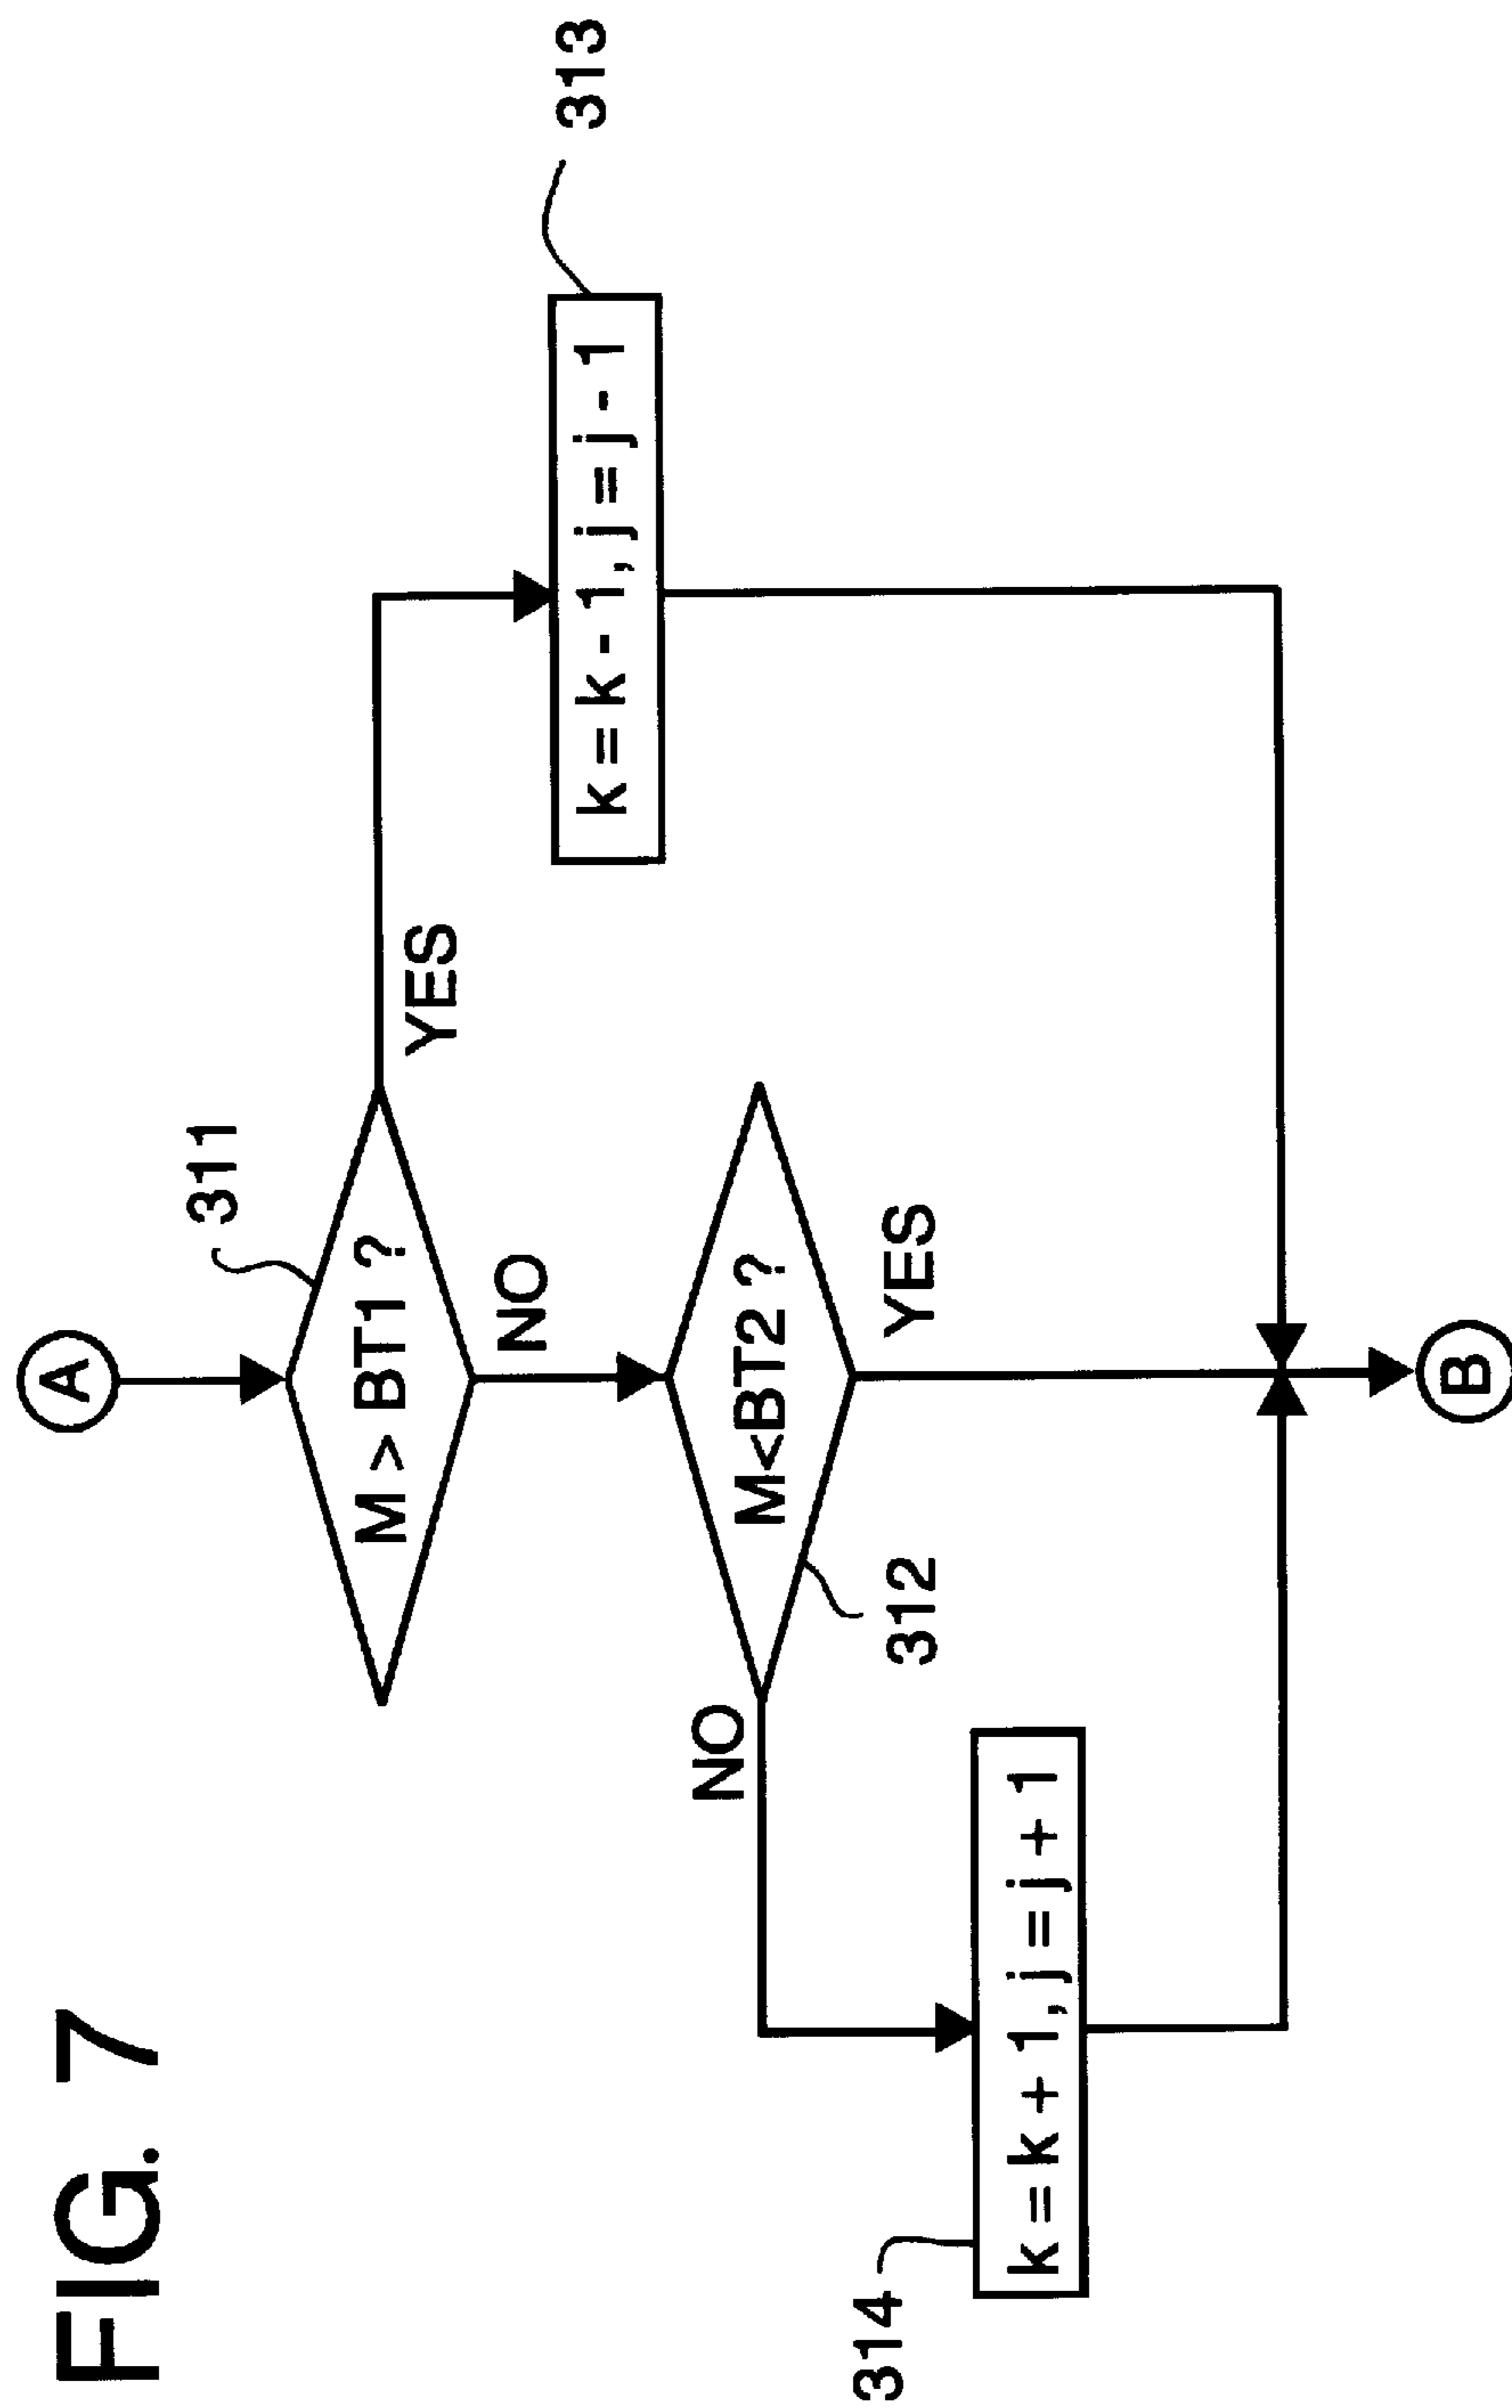 FIG. 7
A
311
M > BT1 ?
YES
NO
313
k = k - 1, j = j - 1
M<BT2 ?
NO
312
YES
314
k = k + 1, j = j + 1
B